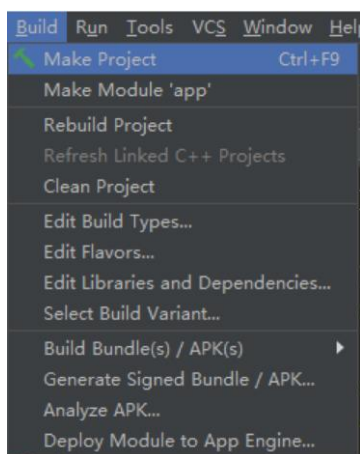 Build Run Tools VCS Window Help
Make Project Ctrl+F9
Make Module 'app'
Rebuild Project
Refresh Linked C++ Projects
Clean Project
Edit Build Types...
Edit Flavors...
Edit Libraries and Dependencies...
Select Build Variant...
Build Bundle(s) / APK(s)
Generate Signed Bundle / APK...
Analyze APK...
Deploy Module to App Engine...